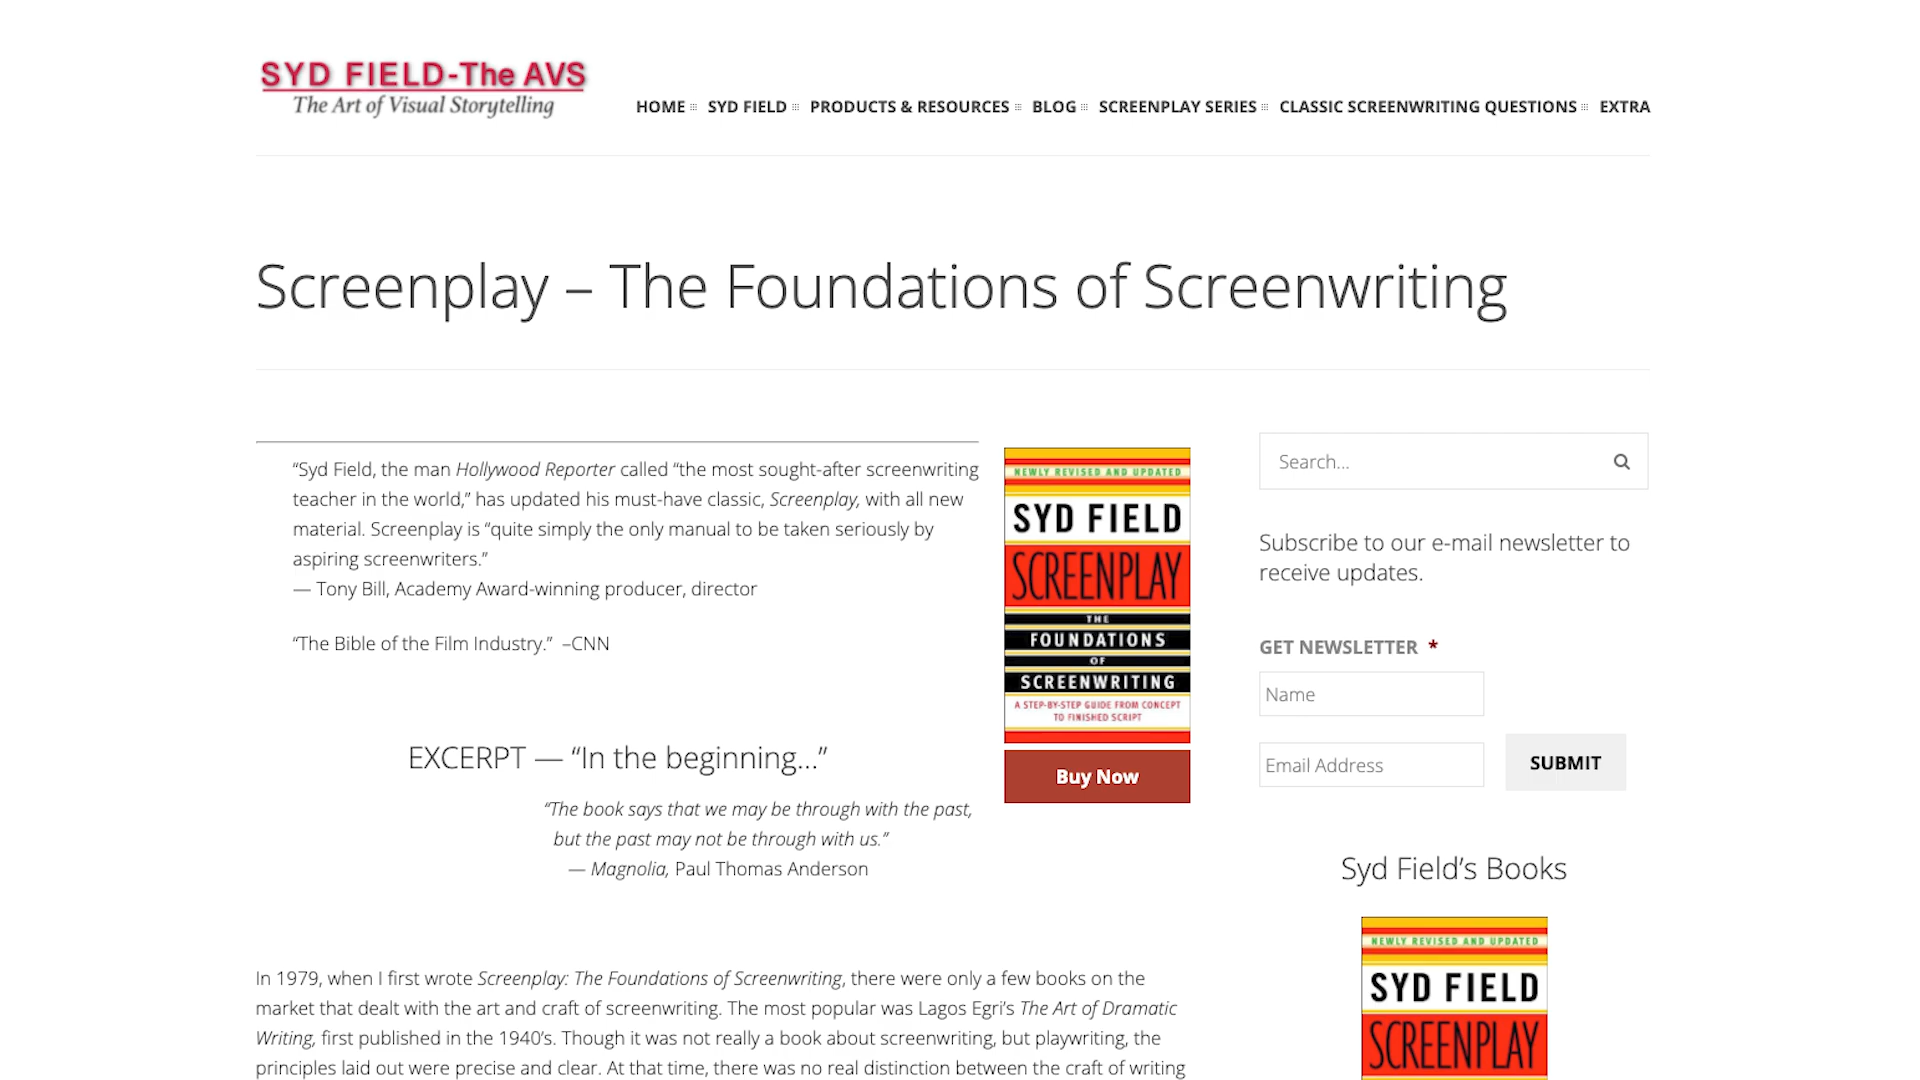 SYD FIELD-The AVS
The Art of Visual Storytelling
HOME SYD FIELD PRODUCTS & RESOURCES BLOG SCREENPLAY SERIES CLASSIC SCREENWRITING QUESTIONS EXTRA
Screenplay – The Foundations of Screenwriting
“Syd Field, the man Hollywood Reporter called “the most sought-after screenwriting
teacher in the world,” has updated his must-have classic, Screenplay, with all new
material. Screenplay is “quite simply the only manual to be taken seriously by
aspiring screenwriters.”
— Tony Bill, Academy Award-winning producer, director
“The Bible of the Film Industry.” –CNN
EXCERPT — “In the beginning...”
“The book says that we may be through with the past,
but the past may not be through with us.”
— Magnolia, Paul Thomas Anderson
In 1979, when I first wrote Screenplay: The Foundations of Screenwriting, there were only a few books on the
market that dealt with the art and craft of screenwriting. The most popular was Lagos Egri’s The Art of Dramatic
Writing, first published in the 1940’s. Though it was not really a book about screenwriting, but playwriting, the
principles laid out were precise and clear. At that time, there was no real distinction between the craft of writing
NEWLY REVISED AND UPDATED
SYD FIELD
SCREENPLAY
THE
FOUNDATIONS
OF
SCREENWRITING
A STEP-BY-STEP GUIDE FROM CONCEPT
TO FINISHED SCRIPT
Buy Now
Search...
Subscribe to our e-mail newsletter to
receive updates.
GET NEWSLETTER *
Name
Email Address
SUBMIT
Syd Field’s Books
NEWLY REVISED AND UPDATED
SYD FIELD
SCREENPLAY